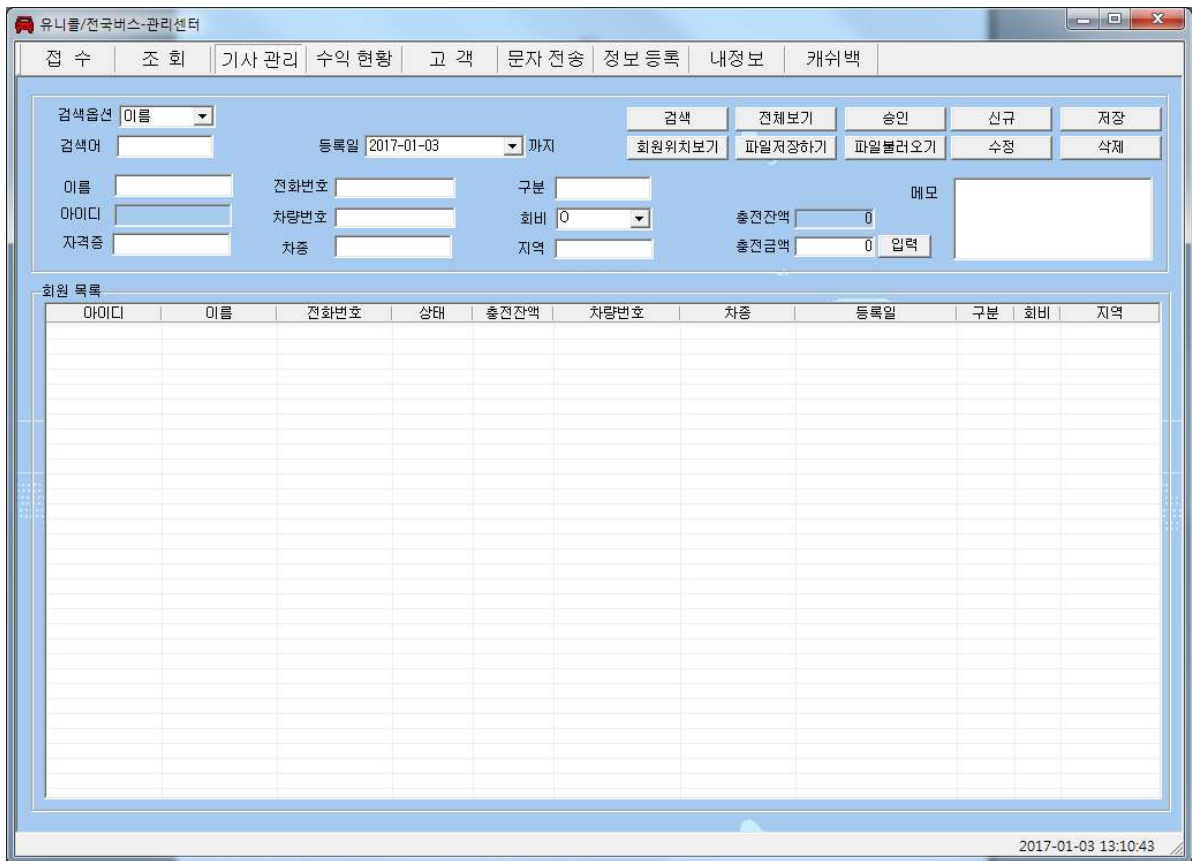 유니콜/전국버스-관리센터
접 수 조 회 기사 관리 수익 현황 고 객 문자 전송 정보 등록 내정보 캐쉬백
검색옵션 이름 검색 전체보기 승인 신규 저장
검색어 등록일 2017-01-03 까지 회원위치보기 파일저장하기 파일불러오기 수정 삭제
이름 전화번호 구분 메모
아이디 차량번호 회비 O 충전잔액 0
자격증 차종 지역 충전금액 0 입력
회원 목록
아이디 이름 전화번호 상태 충전잔액 차량번호 차종 등록일 구분 회비 지역
2017-01-03 13:10:43